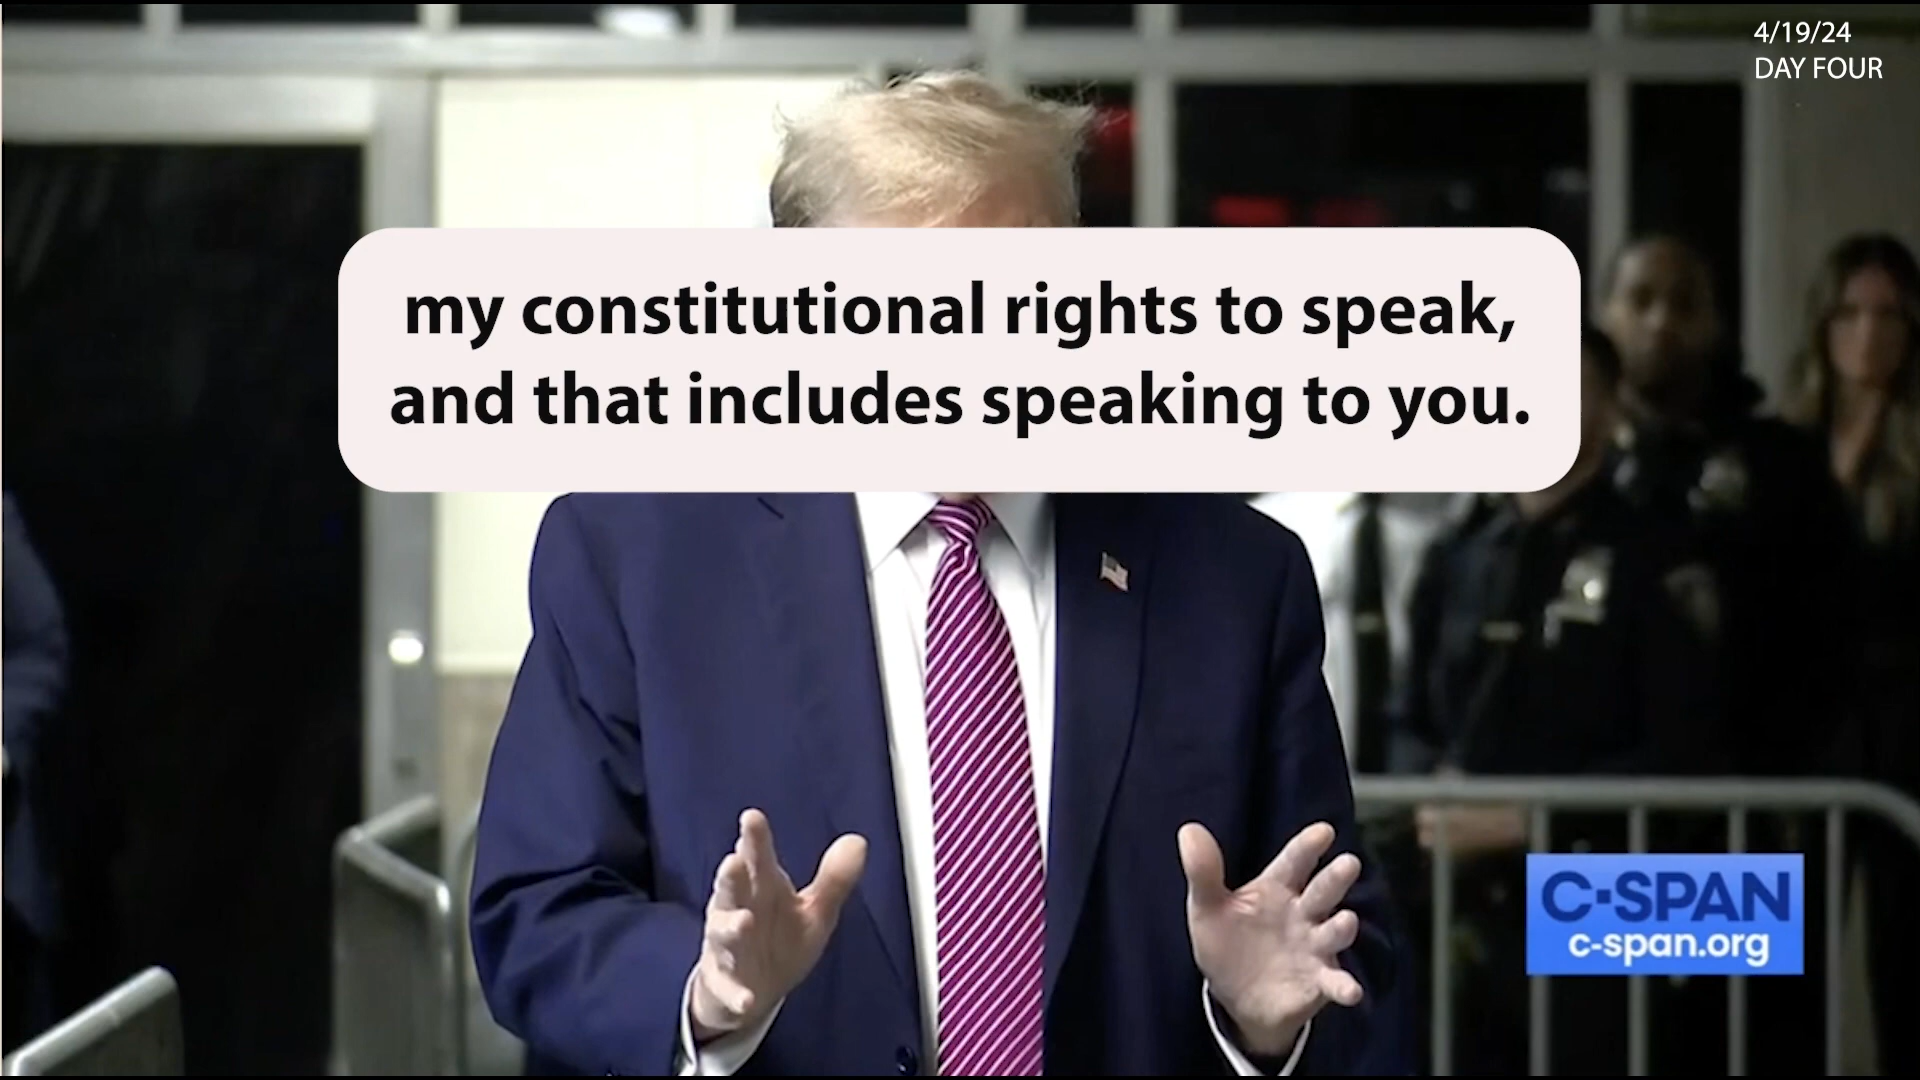 4/19/24
DAY FOUR
my constitutional rights to speak,
and that includes speaking to you.
C-SPAN
c-span.org